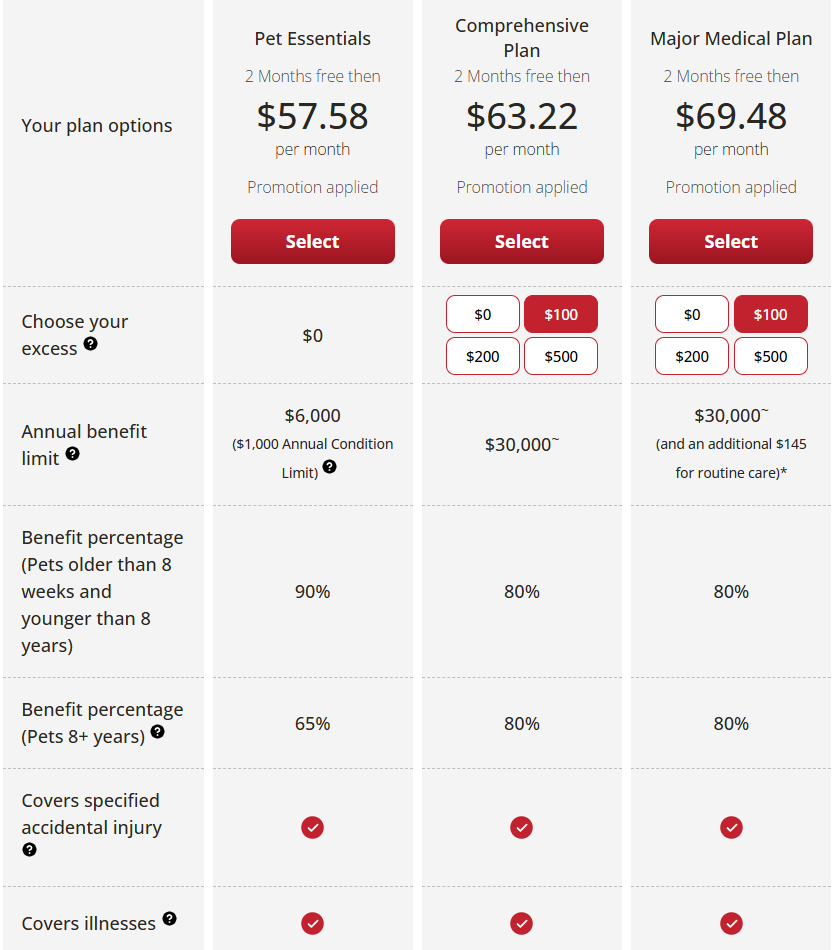 Your plan options
Pet Essentials
2 Months free then
$57.58
per month
Promotion applied
Select
Comprehensive
Plan
2 Months free then
$63.22
per month
Promotion applied
Select
Major Medical Plan
2 Months free then
$69.48
per month
Promotion applied
Select
Choose your
excess ?
$0
$0 $100
$200 $500
$0 $100
$200 $500
Annual benefit
limit ?
$6,000
($1,000 Annual Condition
Limit) ?
$30,000~
$30,000~
(and an additional $145
for routine care)*
Benefit percentage
(Pets older than 8
weeks and
younger than 8
years)
90%
80%
80%
Benefit percentage
(Pets 8+ years) ?
65%
80%
80%
Covers specified
accidental injury
?
Covers illnesses ?